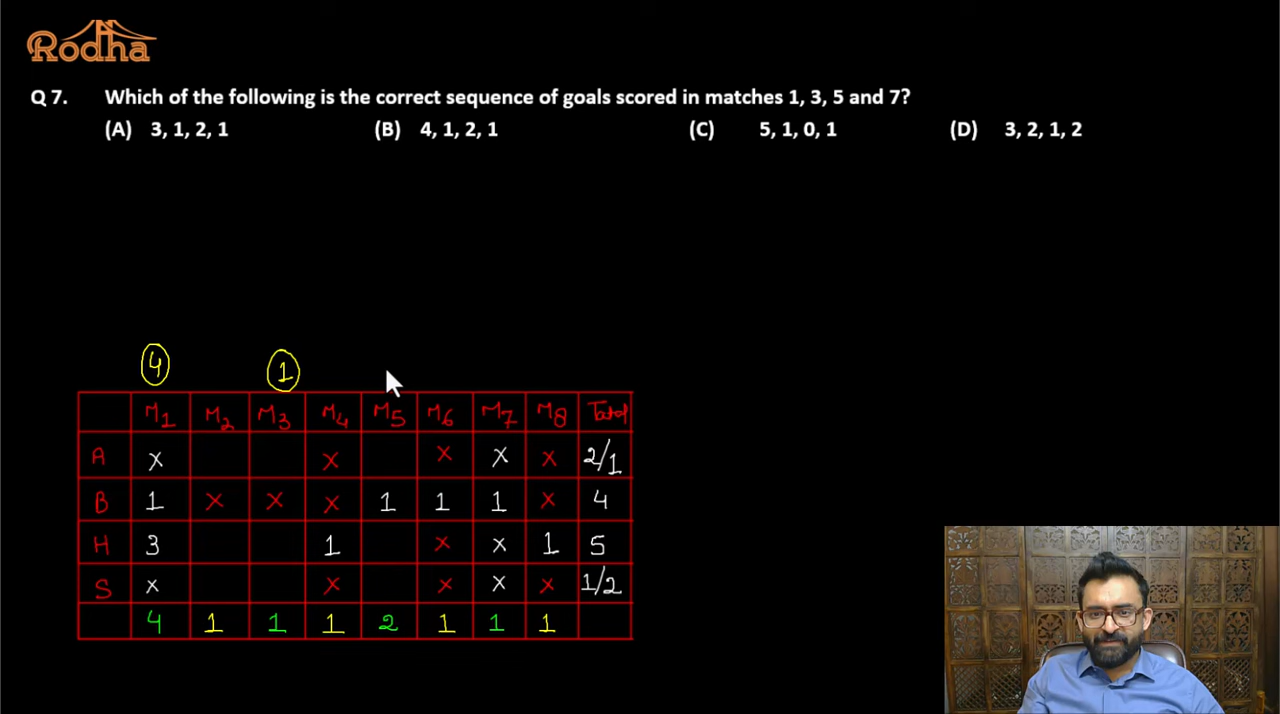 Rodha
Q 7. Which of the following is the correct sequence of goals scored in matches 1, 3, 5 and 7?
(A) 3, 1, 2, 1 (B) 4, 1, 2, 1 (C) 5, 1, 0, 1 (D) 3, 2, 1, 2
4 1
M1 M2 M3 M4 M5 M6 M7 M8 Total
A x x x x x 2/1
B 1 x x x 1 1 1 x 4
H 3 1 x x 1 5
S x x x x x 1/2
4 1 1 1 2 1 1 1